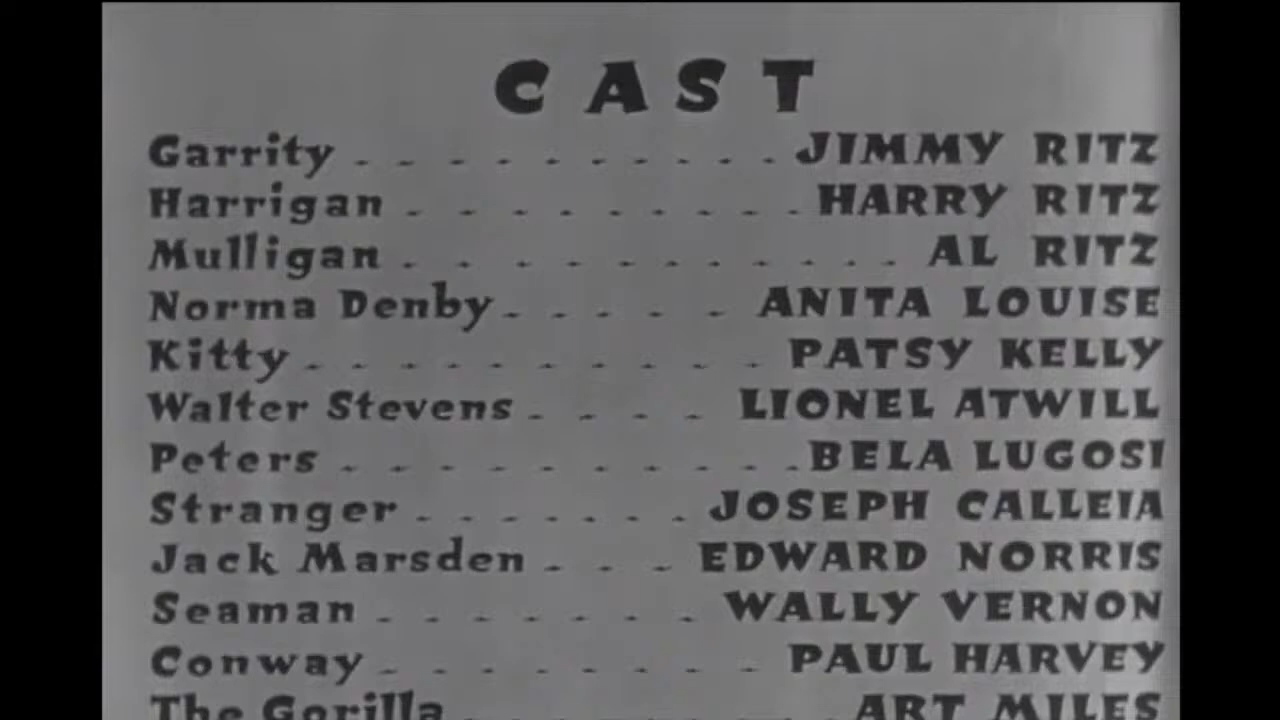 CAST
Garrity - - - - - - - - - - JIMMY RITZ
Harrigan - - - - - - - - - HARRY RITZ
Mulligan - - - - - - - - - - - AL RITZ
Norma Denby - - - - - ANITA LOUISE
Kitty - - - - - - - - - - PATSY KELLY
Walter Stevens - - - - LIONEL ATWILL
Peters - - - - - - - - - - BELA LUGOSI
Stranger - - - - - - - JOSEPH CALLEIA
Jack Marsden - - - EDWARD NORRIS
Seaman - - - - - - - WALLY VERNON
Conway - - - - - - - - PAUL HARVEY
The Gorilla - - - - - - - - ART MILES